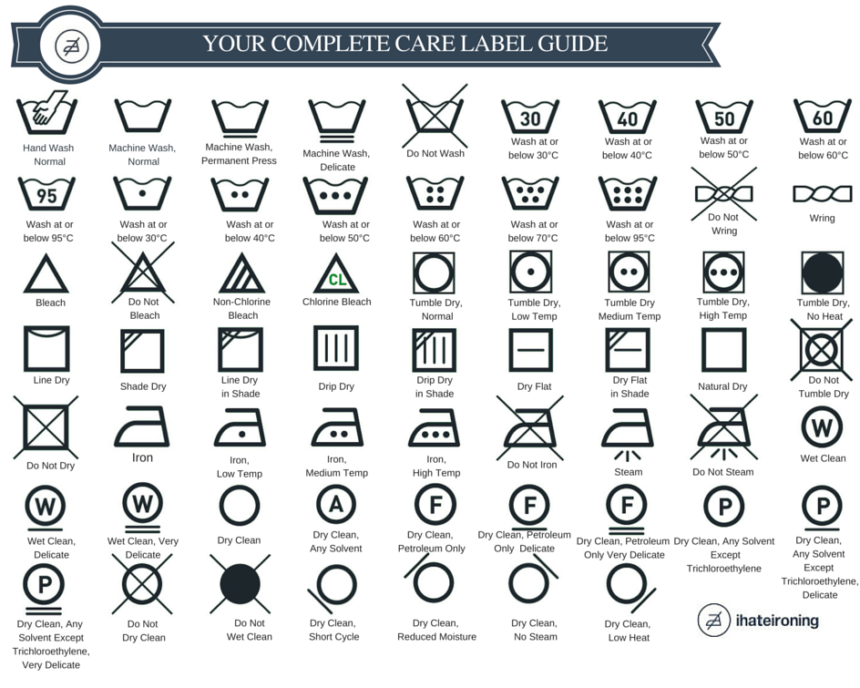 YOUR COMPLETE CARE LABEL GUIDE
Hand Wash
Normal
Machine Wash,
Normal
Machine Wash,
Permanent Press
Machine Wash,
Delicate
Do Not Wash
30
Wash at or
below 30°C
40
Wash at or
below 40°C
50
Wash at or
below 50°C
60
Wash at or
below 60°C
95
Wash at or
below 95°C
Wash at or
below 30°C
Wash at or
below 40°C
Wash at or
below 50°C
Wash at or
below 60°C
Wash at or
below 70°C
Wash at or
below 95°C
Do Not
Wring
Wring
Bleach
Do Not
Bleach
Non-Chlorine
Bleach
CL
Chlorine Bleach
Tumble Dry,
Normal
Tumble Dry,
Low Temp
Tumble Dry
Medium Temp
Tumble Dry,
High Temp
Tumble Dry,
No Heat
Line Dry
Shade Dry
Line Dry
in Shade
Drip Dry
Drip Dry
in Shade
Dry Flat
Dry Flat
in Shade
Natural Dry
Do Not
Tumble Dry
Do Not Dry
Iron
Iron,
Low Temp
Iron,
Medium Temp
Iron,
High Temp
Do Not Iron
Steam
Do Not Steam
W
Wet Clean
W
Wet Clean,
Delicate
W
Wet Clean, Very
Delicate
Dry Clean
A
Dry Clean,
Any Solvent
F
Dry Clean,
Petroleum Only
F
Dry Clean, Petroleum
Only Delicate
F
Dry Clean, Petroleum
Only Very Delicate
P
Dry Clean, Any Solvent
Except
Trichloroethylene
P
Dry Clean,
Any Solvent
Except
Trichloroethylene,
Delicate
P
Dry Clean, Any
Solvent Except
Trichloroethylene,
Very Delicate
Do Not
Dry Clean
Do Not
Wet Clean
Dry Clean,
Short Cycle
Dry Clean,
Reduced Moisture
Dry Clean,
No Steam
Dry Clean,
Low Heat
ihateironing